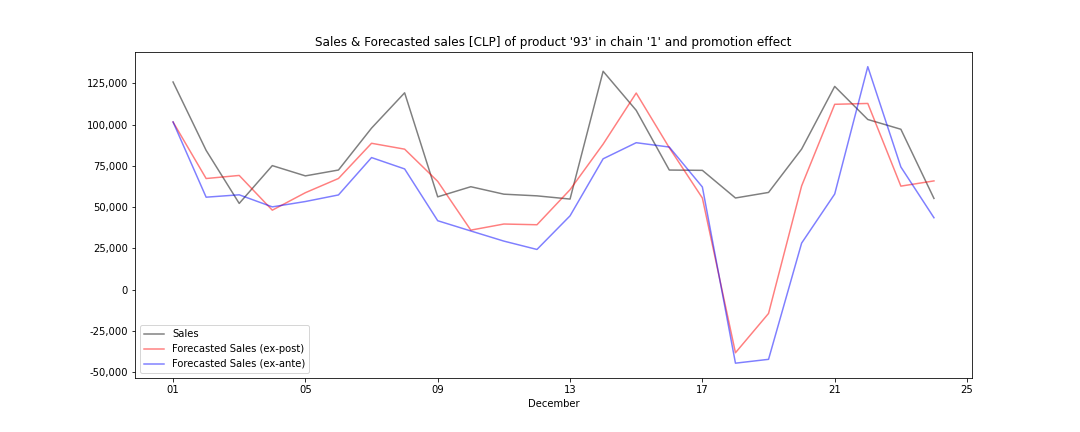 Sales & Forecasted sales [CLP] of product '93' in chain '1' and promotion effect
125,000
100,000
75,000
50,000
25,000
0
-25,000
-50,000
Sales
Forecasted Sales (ex-post)
Forecasted Sales (ex-ante)
01 05 09 13 17 21 25
December